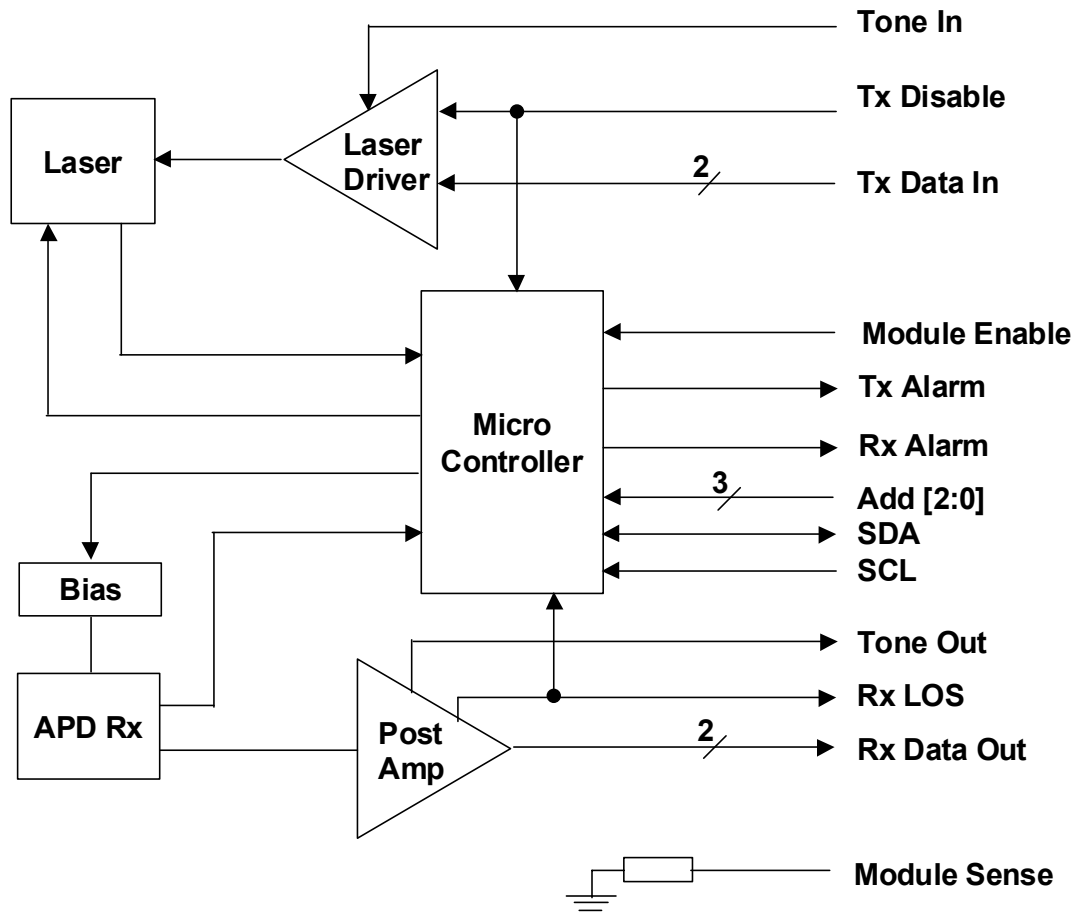 Tone In
Tx Disable
Laser
Laser
Driver
2
Tx Data In
Module Enable
Tx Alarm
Micro
Controller
Rx Alarm
3
Add [2:0]
SDA
SCL
Bias
Tone Out
APD Rx
Rx LOS
Post
Amp
2
Rx Data Out
Module Sense